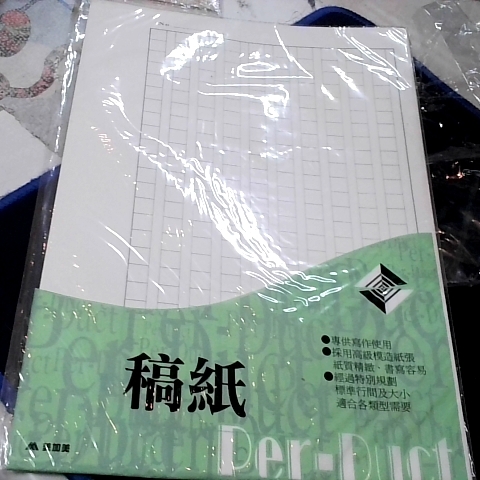 ●專供寫作使用
●採用高級模造紙張
紙質精緻、書寫容易
●經過特別規劃
標準行間及大小
適合各類型需要
稿紙
Per-Duct